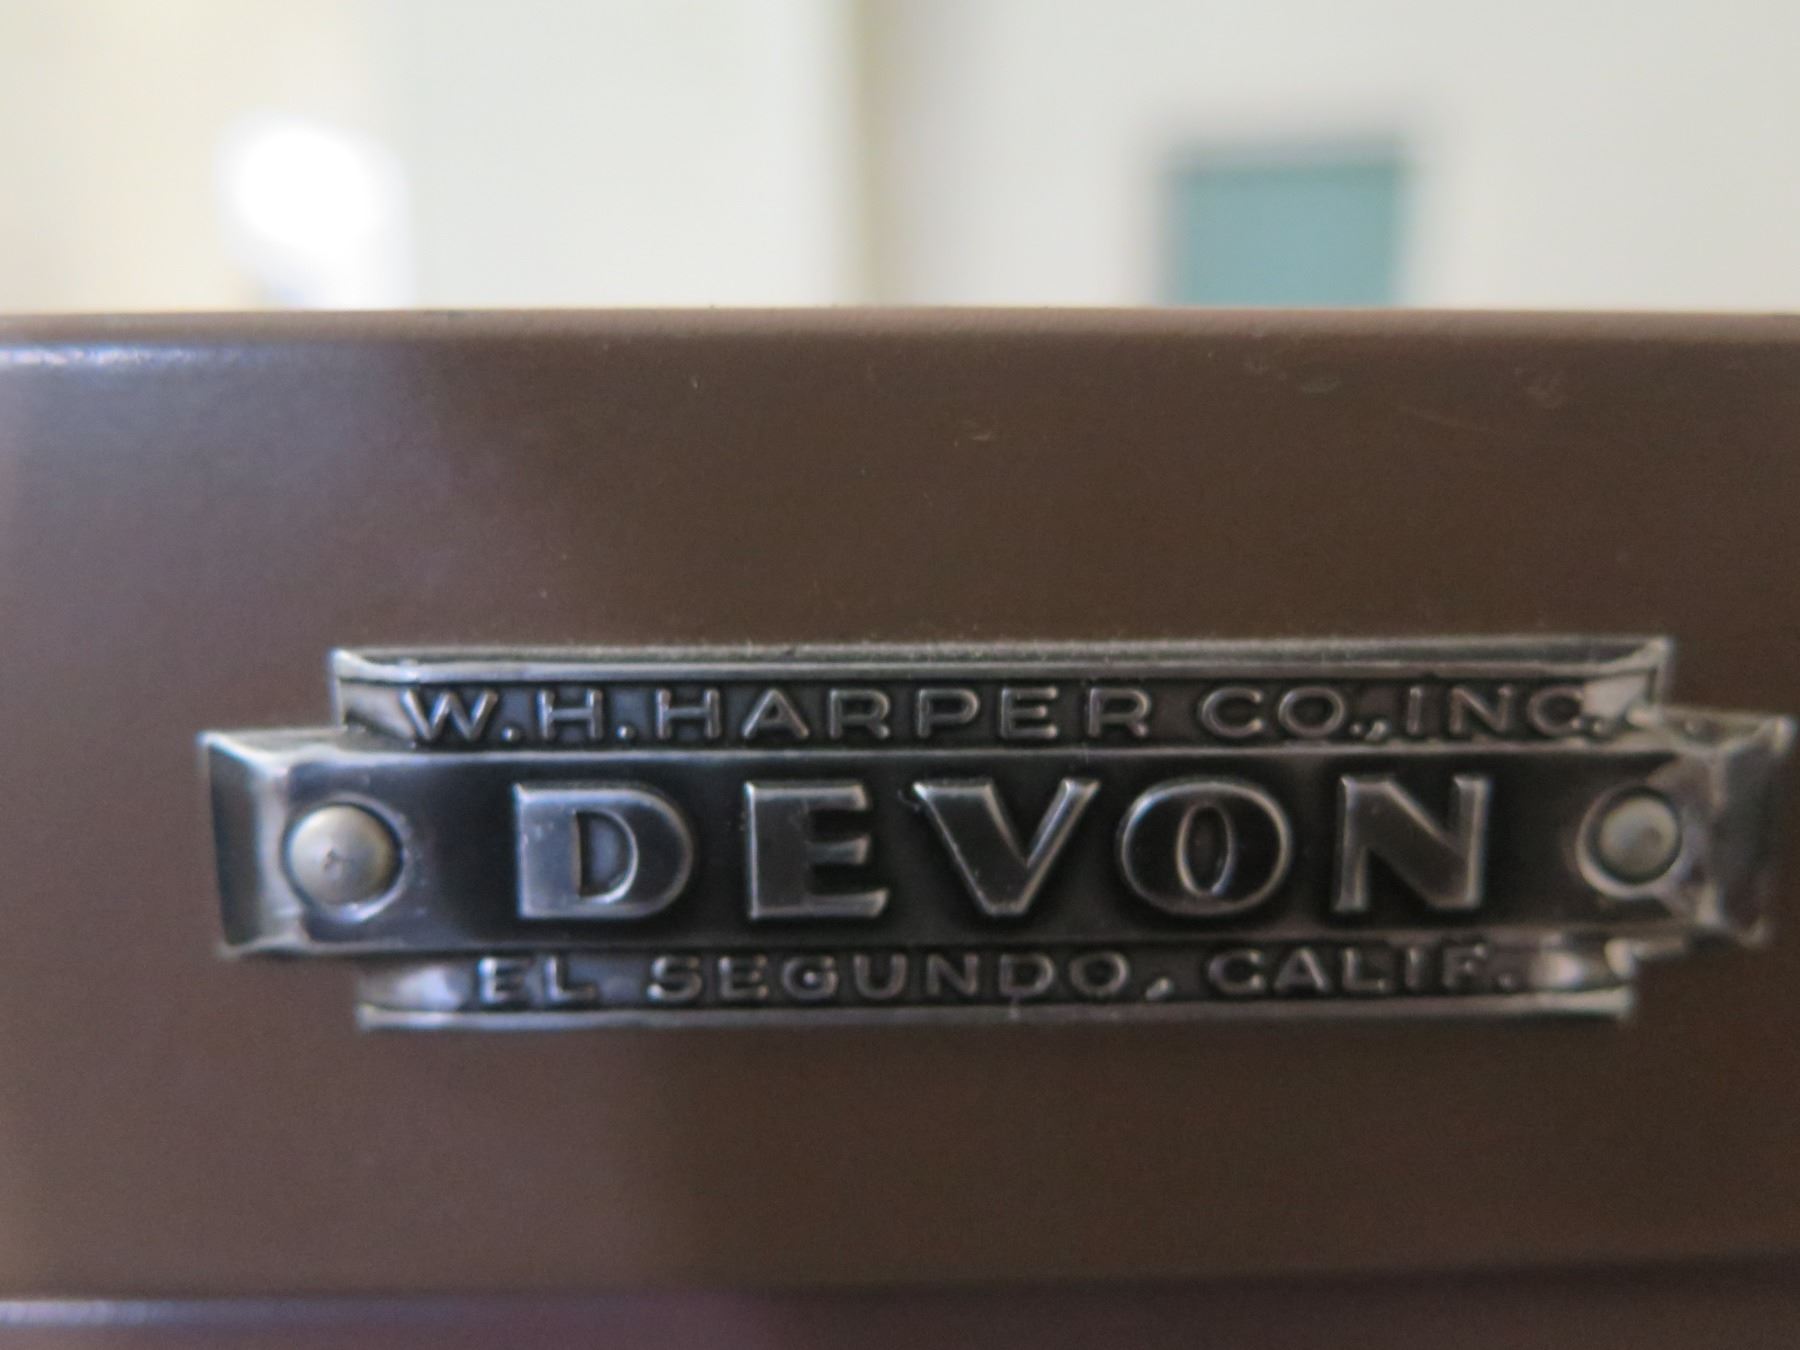 W.H.HARPER CO., INC.
DEVON
EL SEGUNDO, CALIF.